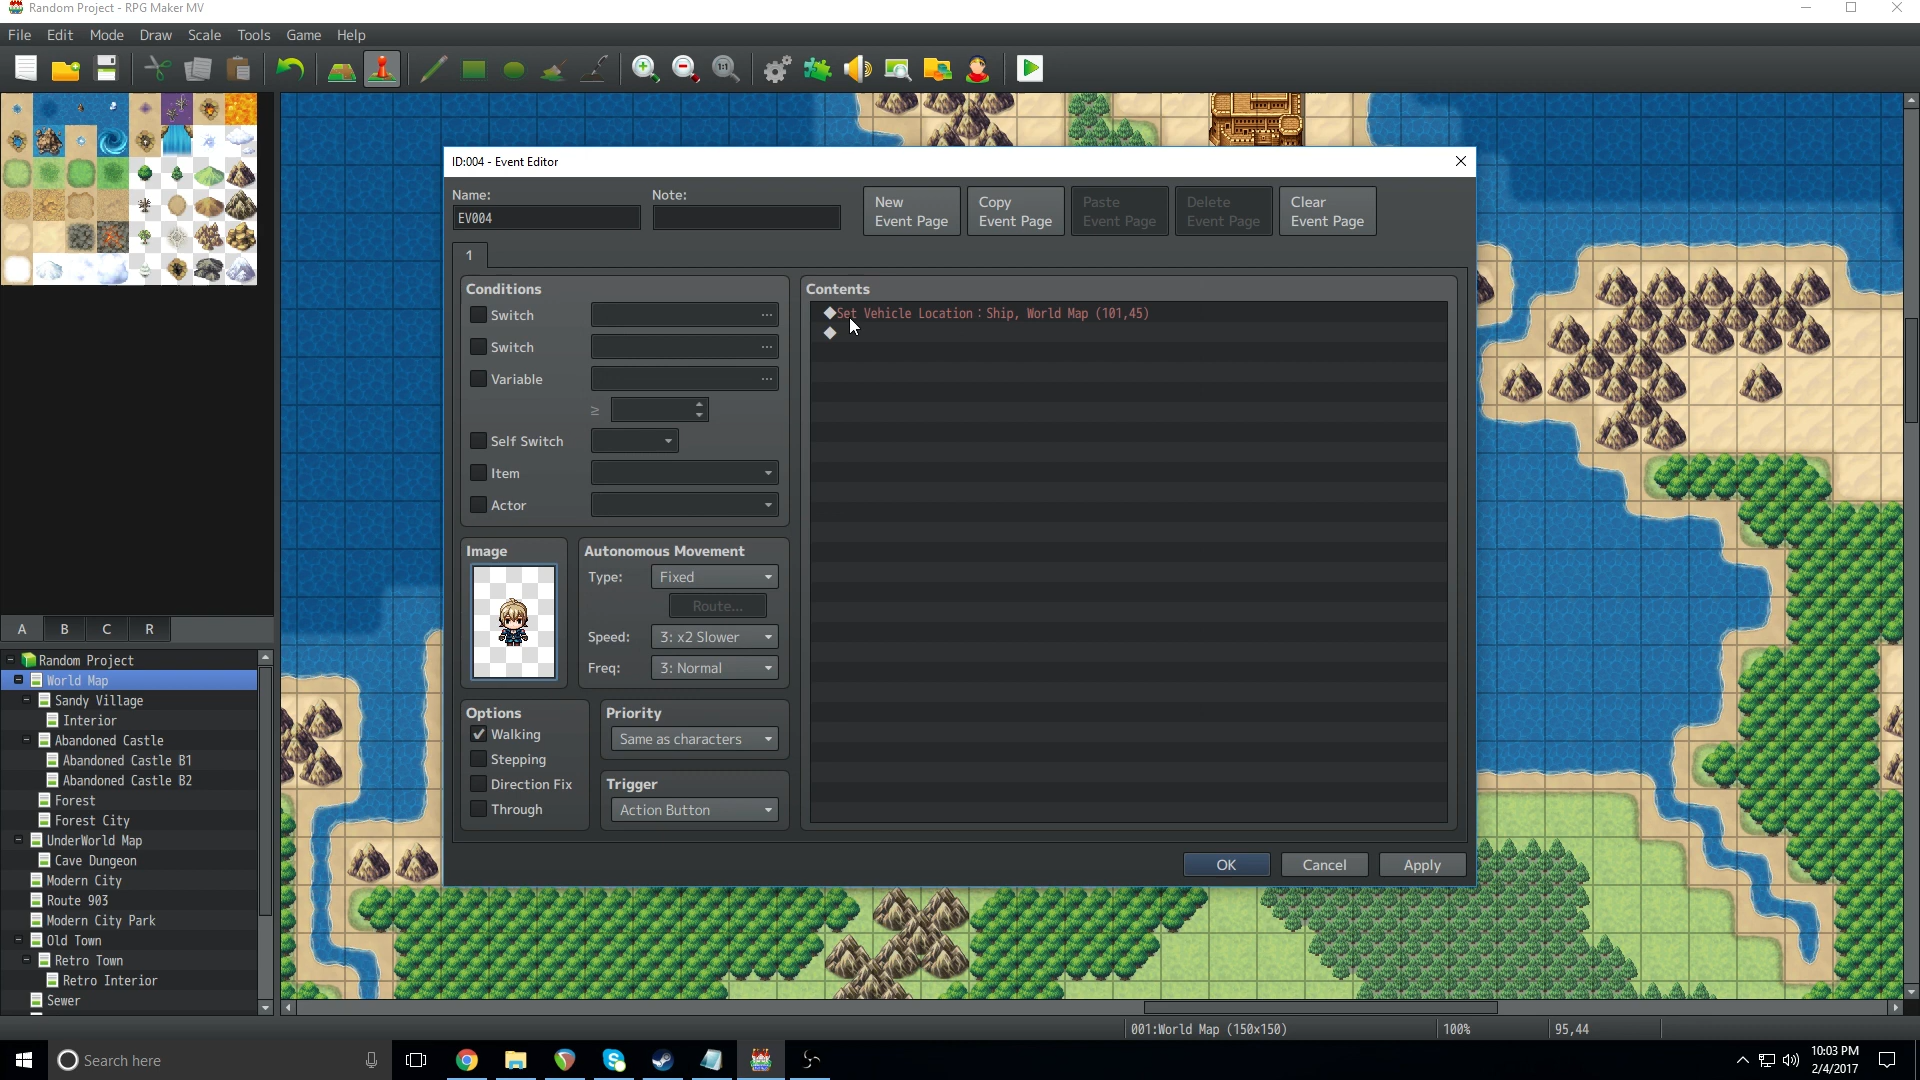 Random Project - RPG Maker MV
File Edit Mode Draw Scale Tools Game Help
1:1
ID:004 - Event Editor
Name:
EV004
Note:
New
Event Page
Copy
Event Page
Paste
Event Page
Delete
Event Page
Clear
Event Page
1
Conditions
Switch ...
Switch ...
Variable ...
≥
Self Switch
Item
Actor
Image
Autonomous Movement
Type: Fixed
Route...
Speed: 3: x2 Slower
Freq: 3: Normal
Options
Walking
Stepping
Direction Fix
Through
Priority
Same as characters
Trigger
Action Button
Contents
◆Set Vehicle Location : Ship, World Map (101,45)
◆
OK Cancel Apply
A B C R
Random Project
World Map
Sandy Village
Interior
Abandoned Castle
Abandoned Castle B1
Abandoned Castle B2
Forest
Forest City
UnderWorld Map
Cave Dungeon
Modern City
Route 903
Modern City Park
Old Town
Retro Town
Retro Interior
Sewer
001:World Map (150x150) 100% 95,44
Search here
10:03 PM
2/4/2017